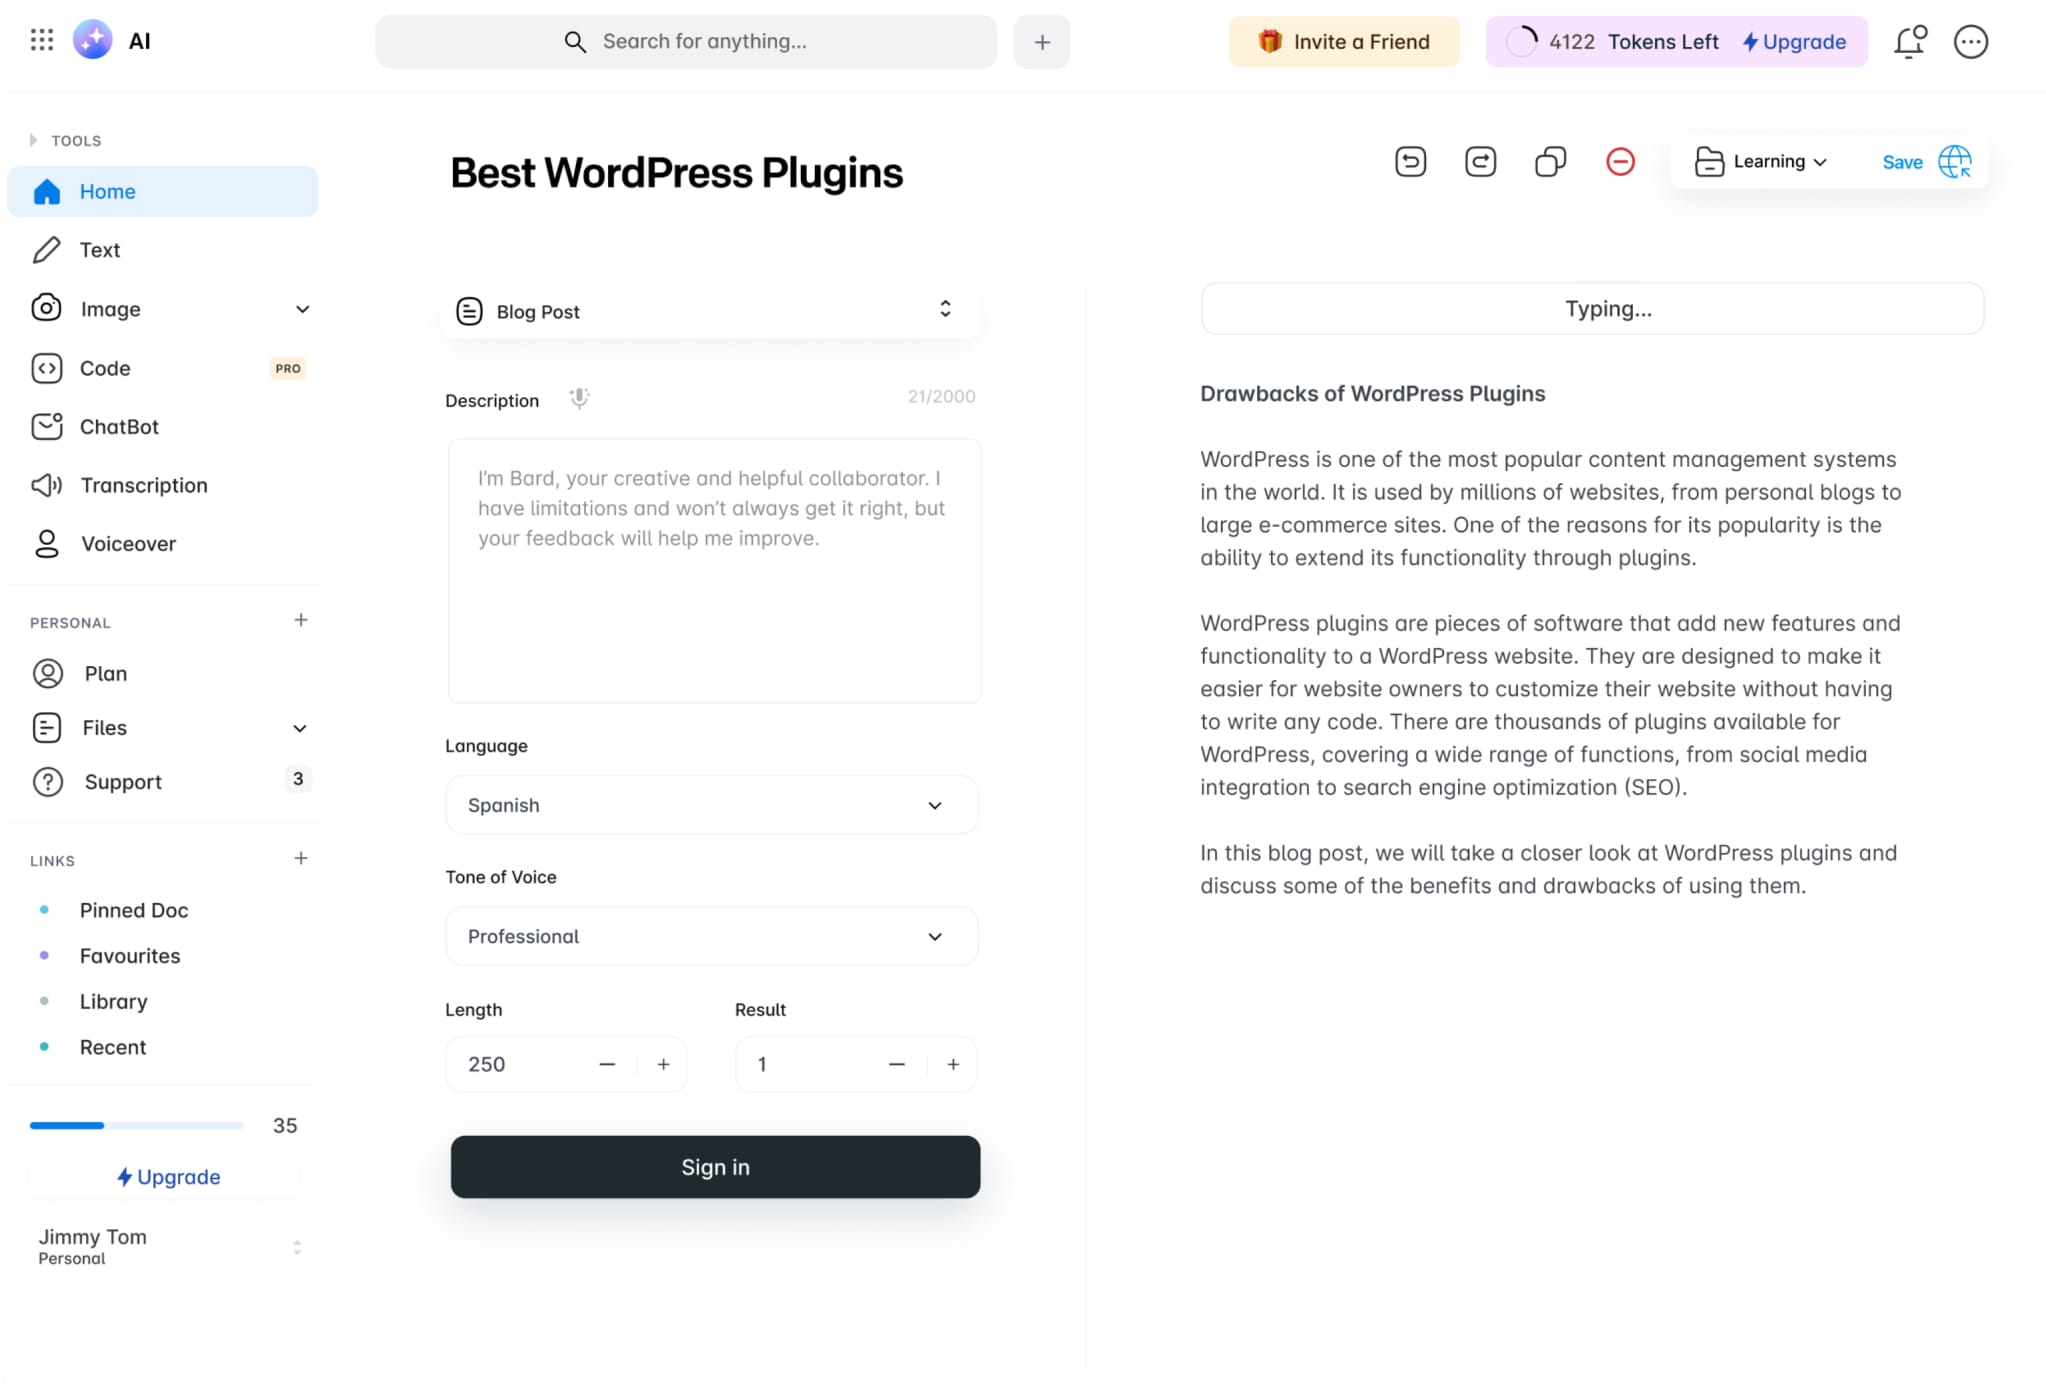 AI
Search for anything...
Invite a Friend
4122 Tokens Left Upgrade
TOOLS
Home
Text
Image
Code PRO
ChatBot
Transcription
Voiceover
PERSONAL
Plan
Files
Support 3
LINKS
Pinned Doc
Favourites
Library
Recent
35
Upgrade
Jimmy Tom
Personal
Best WordPress Plugins
Learning
Save
Blog Post
Description 21/2000
I’m Bard, your creative and helpful collaborator. I
have limitations and won’t always get it right, but
your feedback will help me improve.
Language
Spanish
Tone of Voice
Professional
Length Result
250 1
Sign in
Typing...
Drawbacks of WordPress Plugins
WordPress is one of the most popular content management systems
in the world. It is used by millions of websites, from personal blogs to
large e-commerce sites. One of the reasons for its popularity is the
ability to extend its functionality through plugins.
WordPress plugins are pieces of software that add new features and
functionality to a WordPress website. They are designed to make it
easier for website owners to customize their website without having
to write any code. There are thousands of plugins available for
WordPress, covering a wide range of functions, from social media
integration to search engine optimization (SEO).
In this blog post, we will take a closer look at WordPress plugins and
discuss some of the benefits and drawbacks of using them.